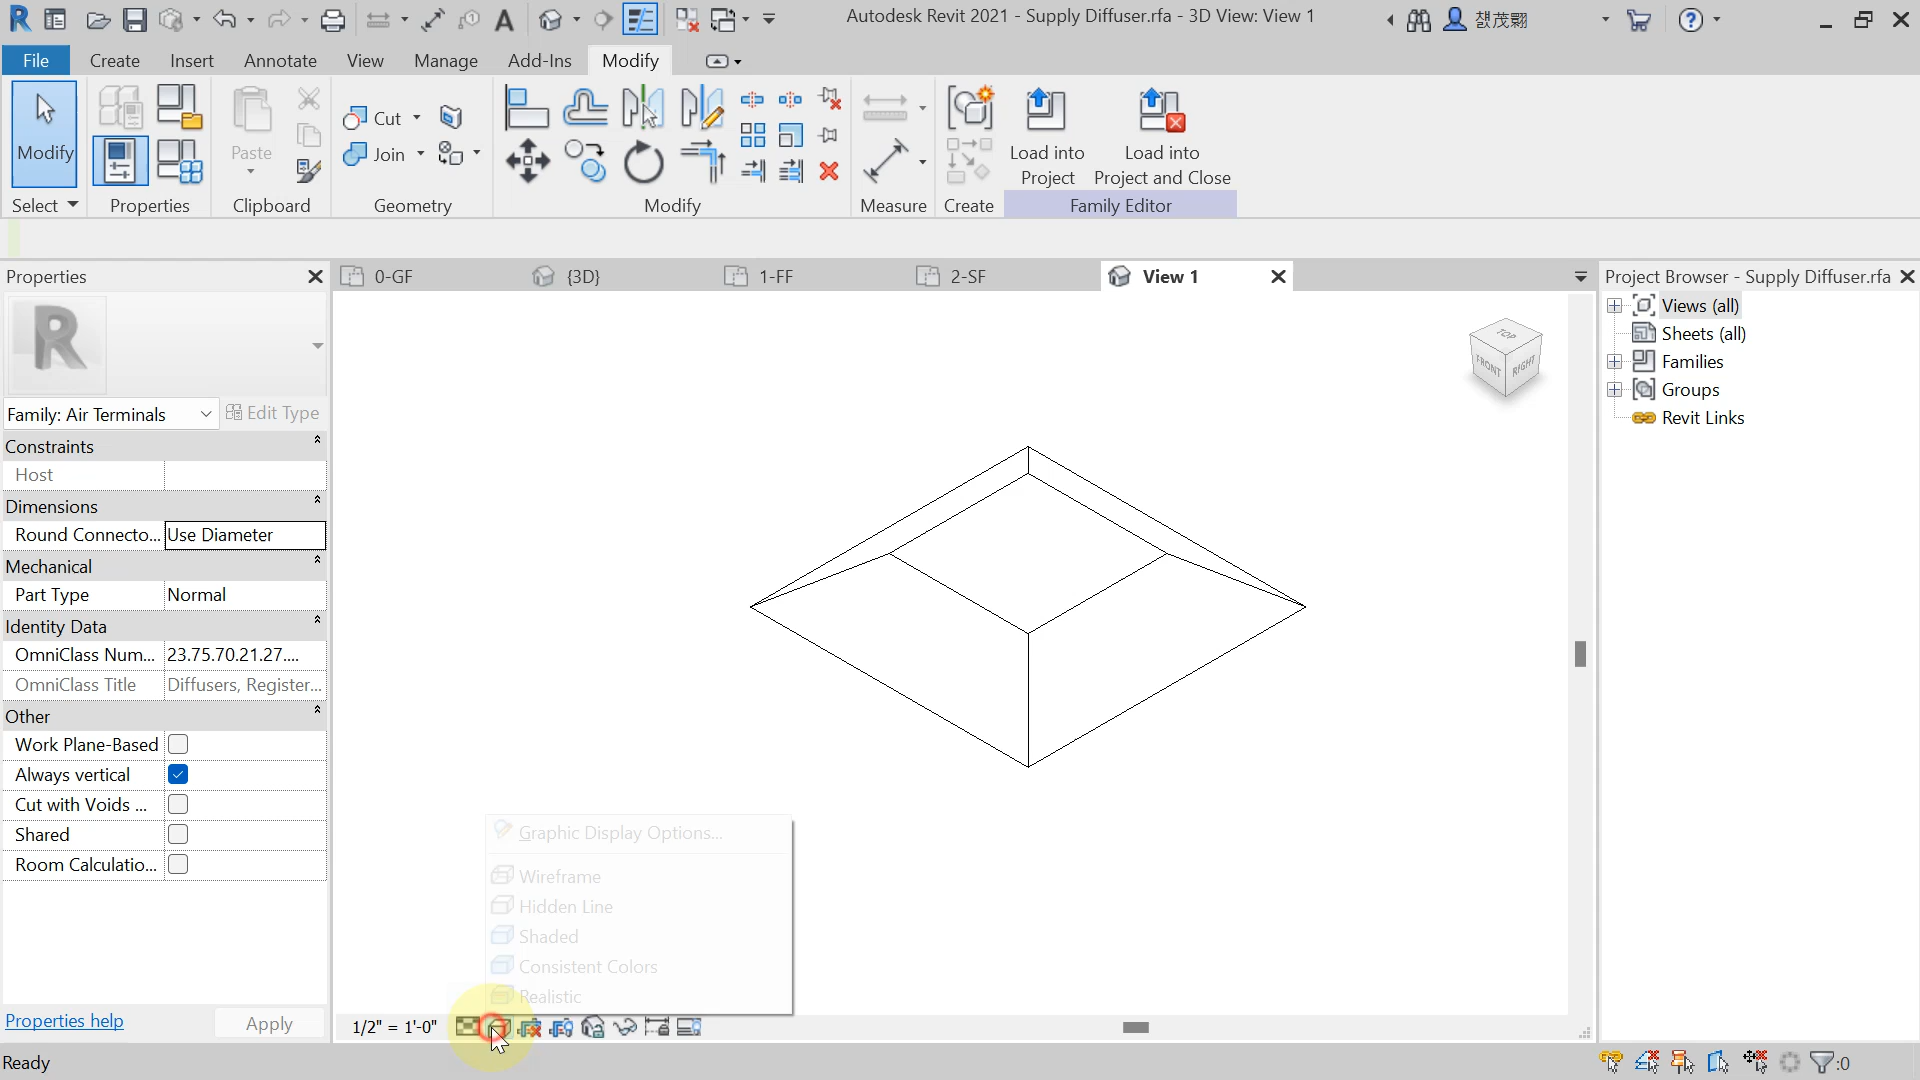 Autodesk Revit 2021 - Supply Diffuser.rfa - 3D View: View 1
File
Create
Insert
Annotate
View
Manage
Add-Ins
Modify
Modify
Paste
Cut
Join
Load into
Project
Load into
Project and Close
Select
Properties
Clipboard
Geometry
Modify
Measure
Create
Family Editor
Properties
0-GF
{3D}
1-FF
2-SF
View 1
Project Browser - Supply Diffuser.rfa
Views (all)
Sheets (all)
Families
Groups
Revit Links
TOP
FRONT
RIGHT
Family: Air Terminals
Edit Type
Constraints
Host
Dimensions
Round Connecto... Use Diameter
Mechanical
Part Type Normal
Identity Data
OmniClass Num... 23.75.70.21.27....
OmniClass Title Diffusers, Register...
Other
Work Plane-Based
Always vertical
Cut with Voids ...
Shared
Room Calculatio...
Properties help
Apply
Graphic Display Options...
Wireframe
Hidden Line
Shaded
Consistent Colors
Realistic
1/2" = 1'-0"
Ready
:0